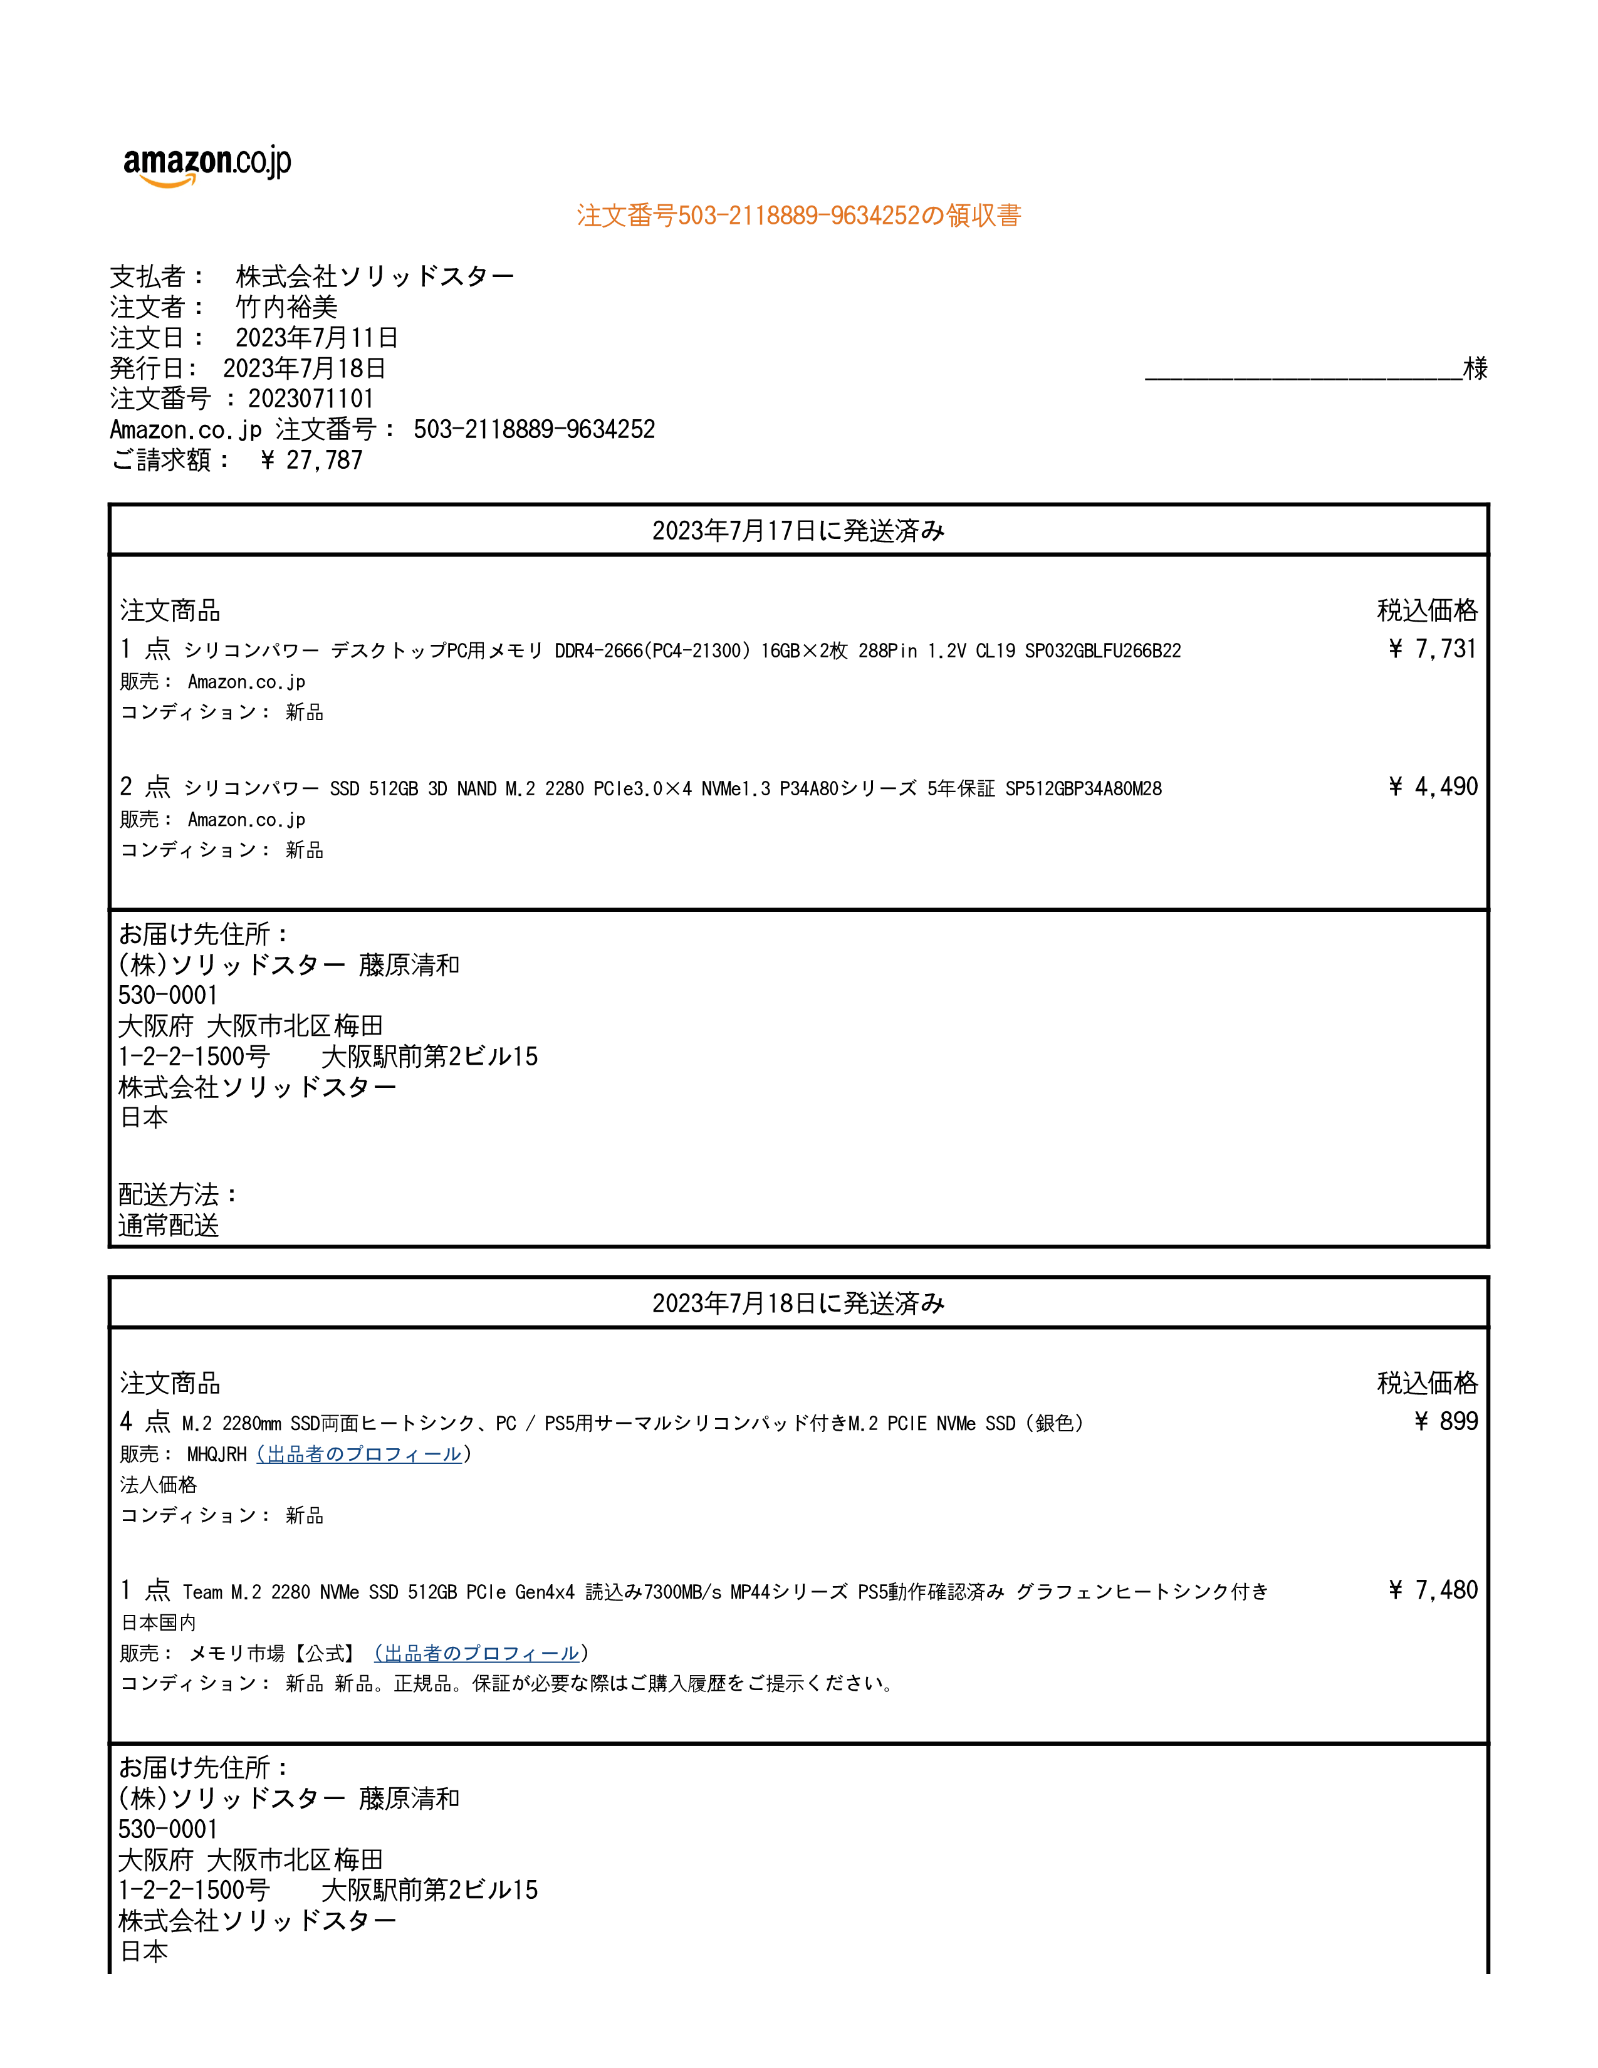 amazon.co.jp
注文番号503-2118889-9634252の領収書
支払者： 株式会社ソリッドスター
注文者： 竹内裕美
注文日： 2023年7月11日
発行日： 2023年7月18日
_________________________様
注文番号 ：2023071101
Amazon.co.jp 注文番号： 503-2118889-9634252
ご請求額： ¥ 27,787
2023年7月17日に発送済み
注文商品 税込価格
1 点 シリコンパワー デスクトップPC用メモリ DDR4-2666(PC4-21300) 16GB×2枚 288Pin 1.2V CL19 SP032GBLFU266B22 ¥ 7,731
販売： Amazon.co.jp
コンディション： 新品
2 点 シリコンパワー SSD 512GB 3D NAND M.2 2280 PCIe3.0×4 NVMe1.3 P34A80シリーズ 5年保証 SP512GBP34A80M28 ¥ 4,490
販売： Amazon.co.jp
コンディション： 新品
お届け先住所：
(株)ソリッドスター 藤原清和
530-0001
大阪府 大阪市北区梅田
1-2-2-1500号 大阪駅前第2ビル15
株式会社ソリッドスター
日本
配送方法：
通常配送
2023年7月18日に発送済み
注文商品 税込価格
4 点 M.2 2280mm SSD両面ヒートシンク、PC / PS5用サーマルシリコンパッド付きM.2 PCIE NVMe SSD（銀色） ¥ 899
販売： MHQJRH（出品者のプロフィール）
法人価格
コンディション： 新品
1 点 Team M.2 2280 NVMe SSD 512GB PCIe Gen4x4 読込み7300MB/s MP44シリーズ PS5動作確認済み グラフェンヒートシンク付き ¥ 7,480
日本国内
販売： メモリ市場【公式】（出品者のプロフィール）
コンディション： 新品 新品。正規品。保証が必要な際はご購入履歴をご提示ください。
お届け先住所：
(株)ソリッドスター 藤原清和
530-0001
大阪府 大阪市北区梅田
1-2-2-1500号 大阪駅前第2ビル15
株式会社ソリッドスター
日本